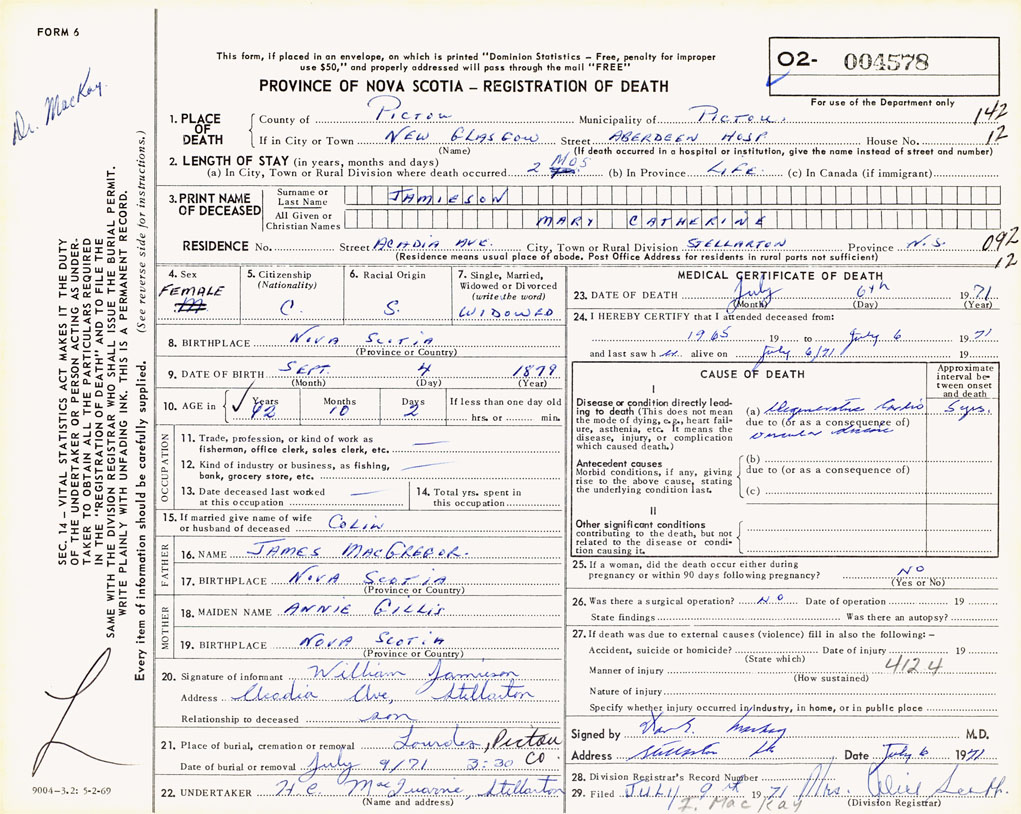 FORM 6
Dr. MacKay.
This form, if placed in an envelope, on which is printed "Dominion Statistics – Free, penalty for improper
use $50," and properly addressed will pass through the mail "FREE"
PROVINCE OF NOVA SCOTIA – REGISTRATION OF DEATH
02- 004578
For use of the Department only
1. PLACE OF DEATH County of PICTOU Municipality of PICTOU 142
If in City or Town NEW GLASGOW Street ABERDEEN HOSP House No. 12
(Name) (If death occurred in a hospital or institution, give the name instead of street and number)
2. LENGTH OF STAY (in years, months and days)
(a) In City, Town or Rural Division where death occurred 2 MOS (b) In Province LIFE (c) In Canada (if immigrant)
3. PRINT NAME OF DECEASED Surname or Last Name JAMIESON
All Given or Christian Names MARY CATHERINE
RESIDENCE No. Street ACADIA AVE. City, Town or Rural Division STELLARTON Province N.S. 092
(Residence means usual place of abode. Post Office Address for residents in rural parts not sufficient) 12
4. Sex FEMALE
5. Citizenship (Nationality) C.
6. Racial Origin S.
7. Single, Married, Widowed or Divorced (write the word) WIDOWED
8. BIRTHPLACE NOVA SCOTIA
(Province or Country)
9. DATE OF BIRTH SEPT. 4 1879
(Month) (Day) (Year)
10. AGE in Years 92 Months 10 Days 2 If less than one day old
hrs. or min.
OCCUPATION
11. Trade, profession, or kind of work as
fisherman, office clerk, sales clerk, etc.
12. Kind of industry or business, as fishing,
bank, grocery store, etc.
13. Date deceased last worked
at this occupation
14. Total yrs. spent in
this occupation
15. If married give name of wife
or husband of deceased COLIN
FATHER
16. NAME JAMES MACGREGOR.
17. BIRTHPLACE NOVA SCOTIA
(Province or Country)
MOTHER
18. MAIDEN NAME ANNIE GILLIS
19. BIRTHPLACE NOVA SCOTIA
(Province or Country)
20. Signature of informant William Jamieson
Address Acadia Ave, Stellarton
Relationship to deceased son
21. Place of burial, cremation or removal Lourdes, Pictou Co.
Date of burial or removal July 9/71 3:30
22. UNDERTAKER H C Stellarton
(Name and address)
MEDICAL CERTIFICATE OF DEATH
23. DATE OF DEATH July 6th 1971
(Month) (Day) (Year)
24. I HEREBY CERTIFY that I attended deceased from:
1965 19 to July 6 1971
and last saw h alive on July 6/71 19
CAUSE OF DEATH
Approximate interval between onset and death
I
Disease or condition directly lead-
ing to death (This does not mean
the mode of dying, e.g., heart fail-
ure, asthenia, etc. It means the
disease, injury, or complication
which caused death.)
(a) Degenerative Cardio 5 yrs.
due to (or as a consequence of)
vascular disease
Antecedent causes
Morbid conditions, if any, giving
rise to the above cause, stating
the underlying condition last.
(b)
due to (or as a consequence of)
(c)
II
Other significant conditions
contributing to the death, but not
related to the disease or condi-
tion causing it.
25. If a woman, did the death occur either during
pregnancy or within 90 days following pregnancy? NO
(Yes or No)
26. Was there a surgical operation? NO Date of operation 19
State findings Was there an autopsy?
27. If death was due to external causes (violence) fill in also the following: –
Accident, suicide or homicide? Date of injury 19
(State which)
Manner of injury 4124
(How sustained)
Nature of injury
Specify whether injury occurred in industry, in home, or in public place
Signed by M.D.
Address Stellarton Date July 6 1971
28. Division Registrar's Record Number
29. Filed JULY 9th 1971 Mrs.
I. MacKay (Division Registrar)
SEC. 14 – VITAL STATISTICS ACT MAKES IT THE DUTY
OF THE UNDERTAKER OR PERSON ACTING AS UNDER-
TAKER TO OBTAIN ALL THE PARTICULARS REQUIRED
IN THE "REGISTRATION OF DEATH" AND TO FILE THE
SAME WITH THE DIVISION REGISTRAR WHO SHALL ISSUE THE BURIAL PERMIT.
WRITE PLAINLY WITH UNFADING INK. THIS IS A PERMANENT RECORD.
Every item of information should be carefully supplied. (See reverse side for instructions.)
9004-3.2: 5-2-69